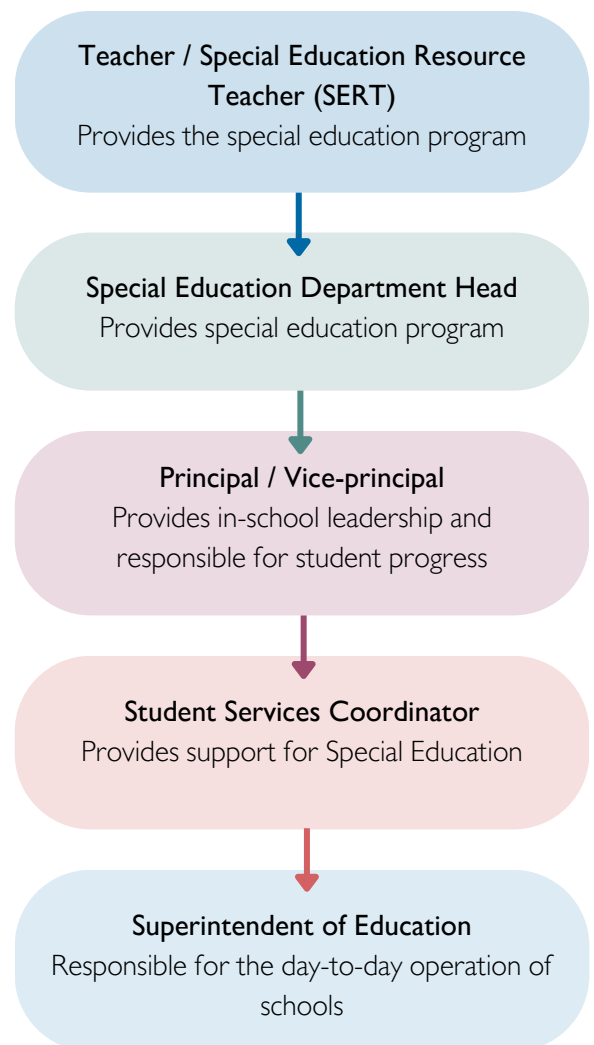 Teacher / Special Education Resource
Teacher (SERT)
Provides the special education program
Special Education Department Head
Provides special education program
Principal / Vice-principal
Provides in-school leadership and
responsible for student progress
Student Services Coordinator
Provides support for Special Education
Superintendent of Education
Responsible for the day-to-day operation of
schools